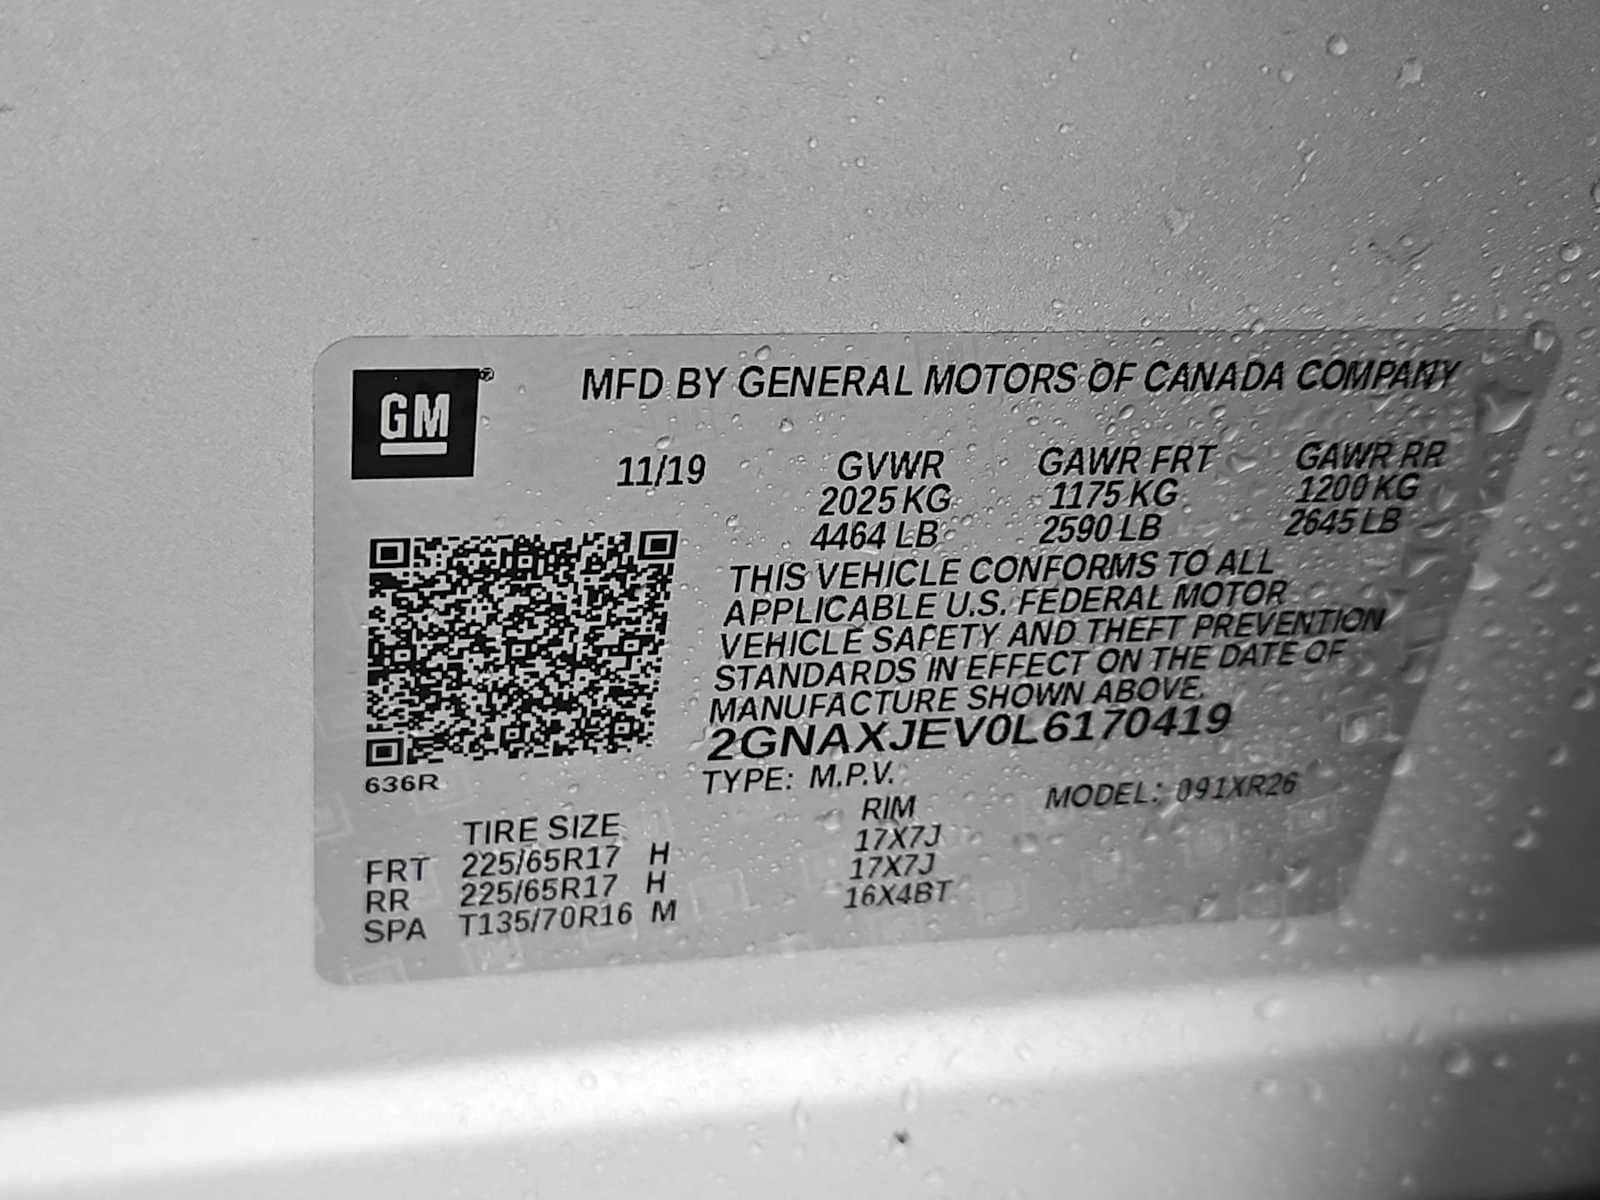 GM®
MFD BY GENERAL MOTORS OF CANADA COMPANY
11/19 GVWR GAWR FRT GAWR RR
2025 KG 1175 KG 1200 KG
4464 LB 2590 LB 2645 LB
THIS VEHICLE CONFORMS TO ALL
APPLICABLE U.S. FEDERAL MOTOR
VEHICLE SAFETY AND THEFT PREVENTION
STANDARDS IN EFFECT ON THE DATE OF
MANUFACTURE SHOWN ABOVE.
2GNAXJEV0L6170419
636R
TYPE: M.P.V. MODEL: 091XR26
TIRE SIZE RIM
FRT 225/65R17 H 17X7J
RR 225/65R17 H 17X7J
SPA T135/70R16 M 16X4BT